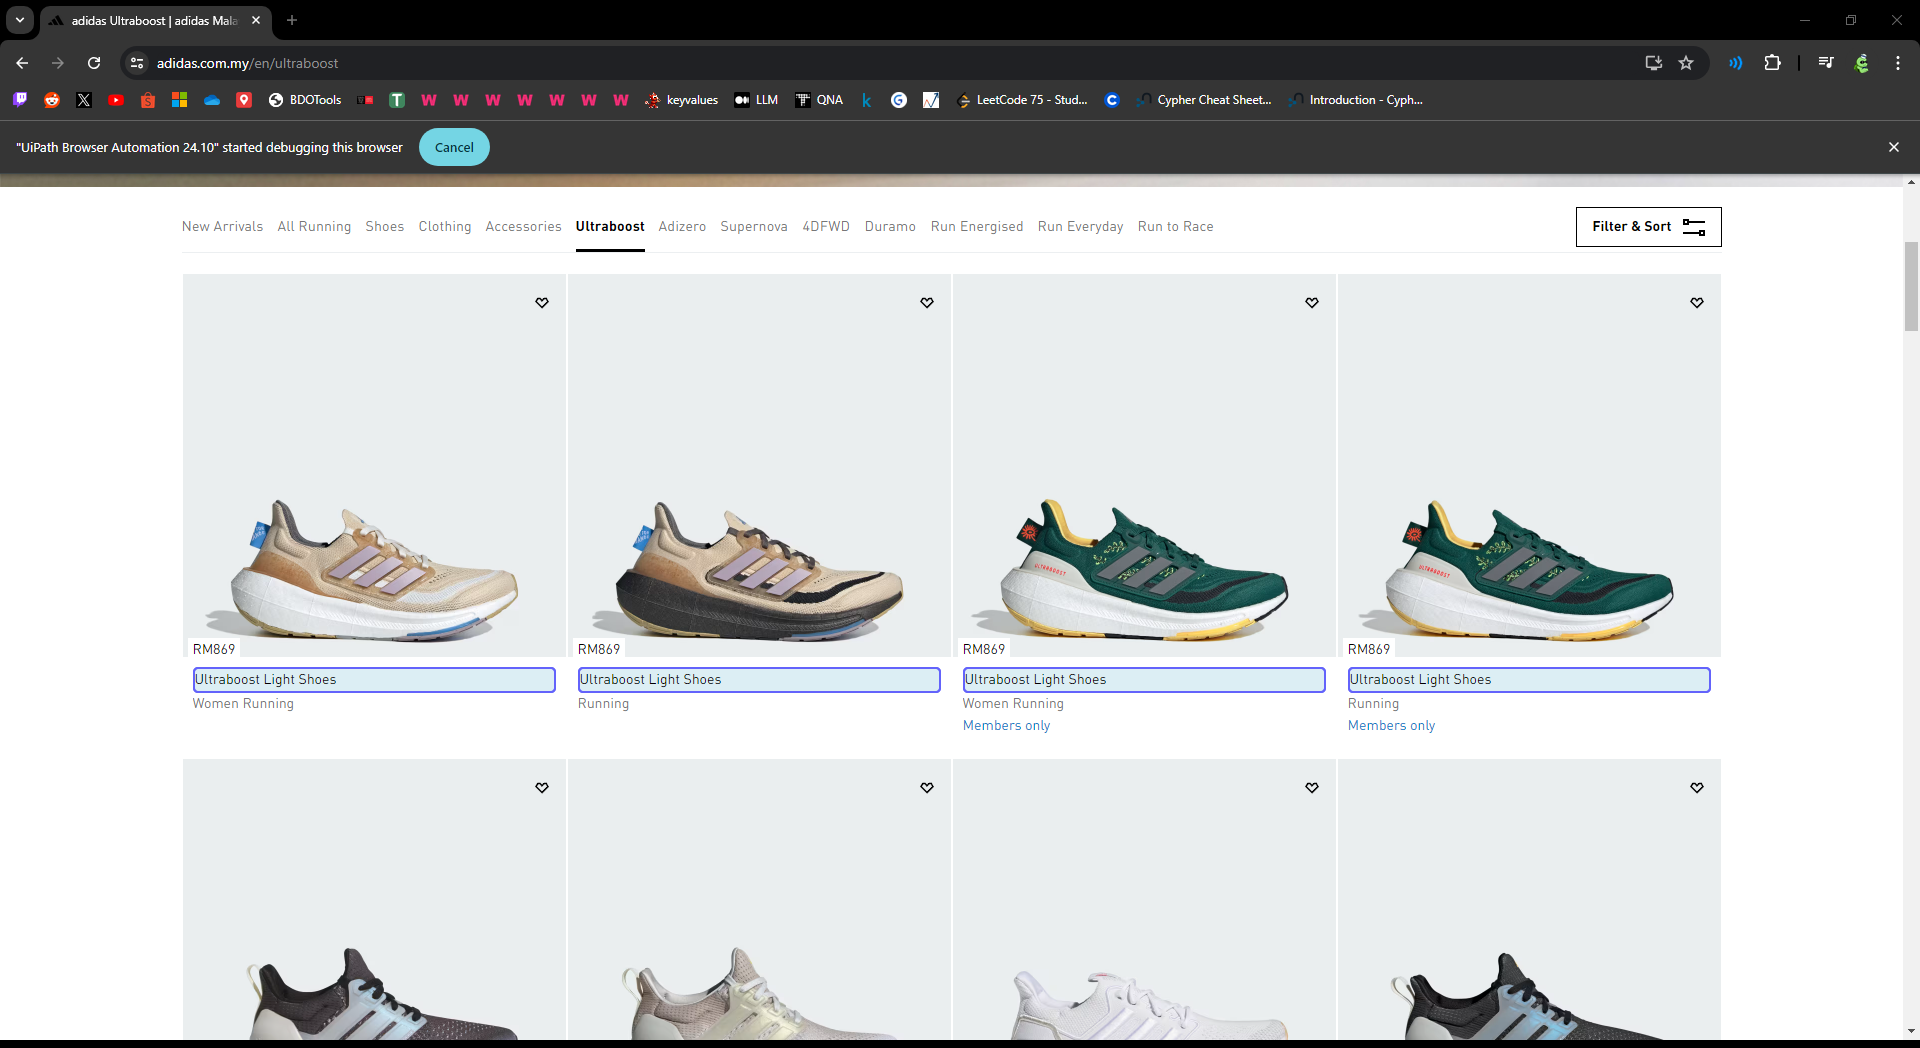 adidas Ultraboost | adidas Mala
adidas.com.my/en/ultraboost
BDOTools
keyvalues
LLM
QNA
LeetCode 75 - Stud...
Cypher Cheat Sheet...
Introduction - Cyph...
"UiPath Browser Automation 24.10" started debugging this browser
Cancel
New Arrivals All Running Shoes Clothing Accessories Ultraboost Adizero Supernova 4DFWD Duramo Run Energised Run Everyday Run to Race
Filter & Sort
RM869
Ultraboost Light Shoes
Women Running
RM869
Ultraboost Light Shoes
Running
ULTRABOOST
RM869
Ultraboost Light Shoes
Women Running
Members only
ULTRABOOST
RM869
Ultraboost Light Shoes
Running
Members only